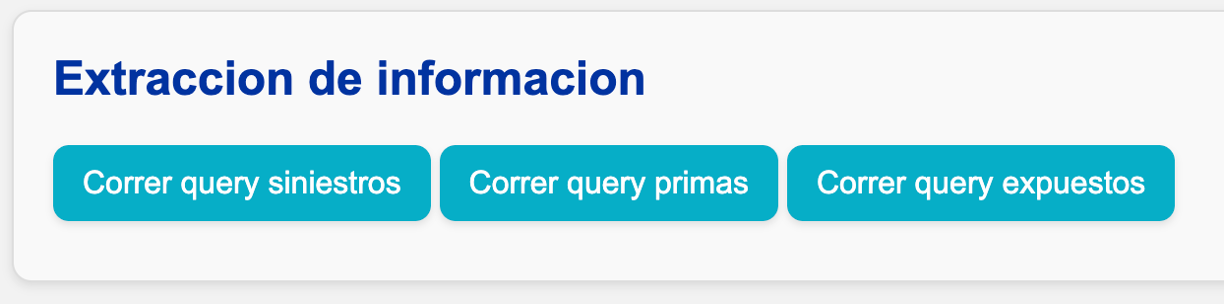 Extraccion de informacion
Correr query siniestros Correr query primas Correr query expuestos